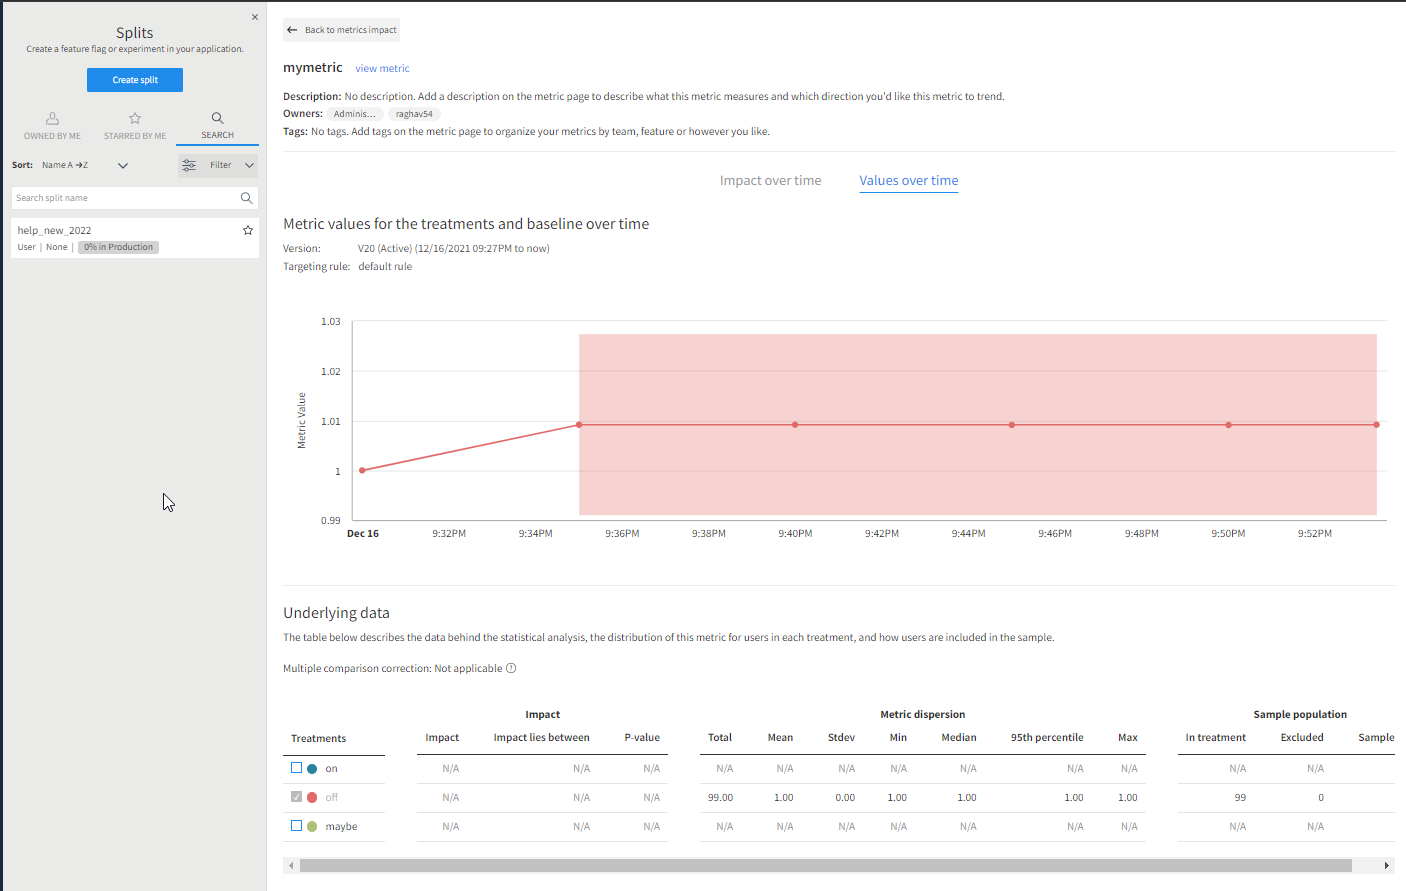 Splits
Create a feature flag or experiment in your application.
Create split
OWNED BY ME STARRED BY ME SEARCH
Sort: Name A ➔Z Filter
Search split name
help_new_2022
User | None | 0% in Production
Back to metrics impact
mymetric view metric
Description: No description. Add a description on the metric page to describe what this metric measures and which direction you'd like this metric to trend.
Owners: Adminis... raghav54
Tags: No tags. Add tags on the metric page to organize your metrics by team, feature or however you like.
Impact over time Values over time
Metric values for the treatments and baseline over time
Version: V20 (Active) (12/16/2021 09:27PM to now)
Targeting rule: default rule
Metric Value
1.03
1.02
1.01
1
0.99
Dec 16 9:32PM 9:34PM 9:36PM 9:38PM 9:40PM 9:42PM 9:44PM 9:46PM 9:48PM 9:50PM 9:52PM
Underlying data
The table below describes the data behind the statistical analysis, the distribution of this metric for users in each treatment, and how users are included in the sample.
Multiple comparison correction: Not applicable ?
Impact Metric dispersion Sample population
Treatments Impact Impact lies between P-value Total Mean Stdev Min Median 95th percentile Max In treatment Excluded Sample
on N/A N/A N/A N/A N/A N/A N/A N/A N/A N/A N/A N/A
off N/A N/A N/A 99.00 1.00 0.00 1.00 1.00 1.00 1.00 99 0
maybe N/A N/A N/A N/A N/A N/A N/A N/A N/A N/A N/A N/A